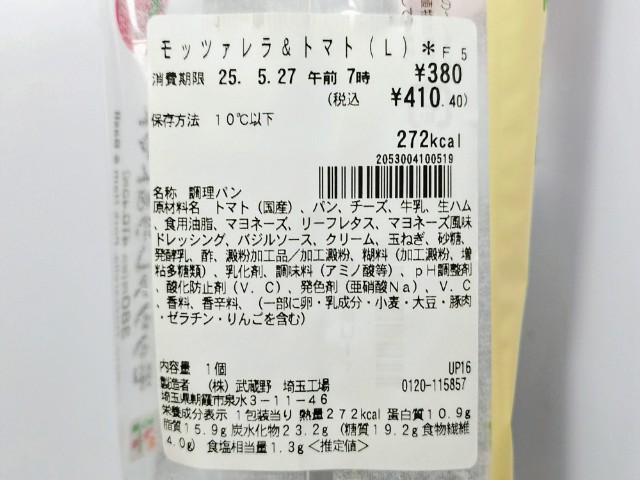 モッツァレラ&トマト(L)*F5
消費期限 25. 5.27 午前 7時 ¥380
(税込 ¥410.40)
保存方法 10℃以下
272kcal
2053004100519
名称 調理パン
原材料名 トマト(国産)、パン、チーズ、牛乳、生ハム
、食用油脂、マヨネーズ、リーフレタス、マヨネーズ風味
ドレッシング、バジルソース、クリーム、玉ねぎ、砂糖、
発酵乳、酢、澱粉加工品/加工澱粉、糊料(加工澱粉、増
粘多糖類)、乳化剤、調味料(アミノ酸等)、pH調整剤
、酸化防止剤(V.C)、発色剤(亜硝酸Na)、V.C
、香料、香辛料、(一部に卵・乳成分・小麦・大豆・豚肉
・ゼラチン・りんごを含む)
内容量 1個 UP16
製造者 (株)武蔵野 埼玉工場 0120-115857
埼玉県朝霞市泉水3-11-46
栄養成分表示 1包装当り 熱量272kcal 蛋白質10.9g
脂質15.9g 炭水化物23.2g(糖質19.2g 食物繊維
4.0g) 食塩相当量1.3g<推定値>